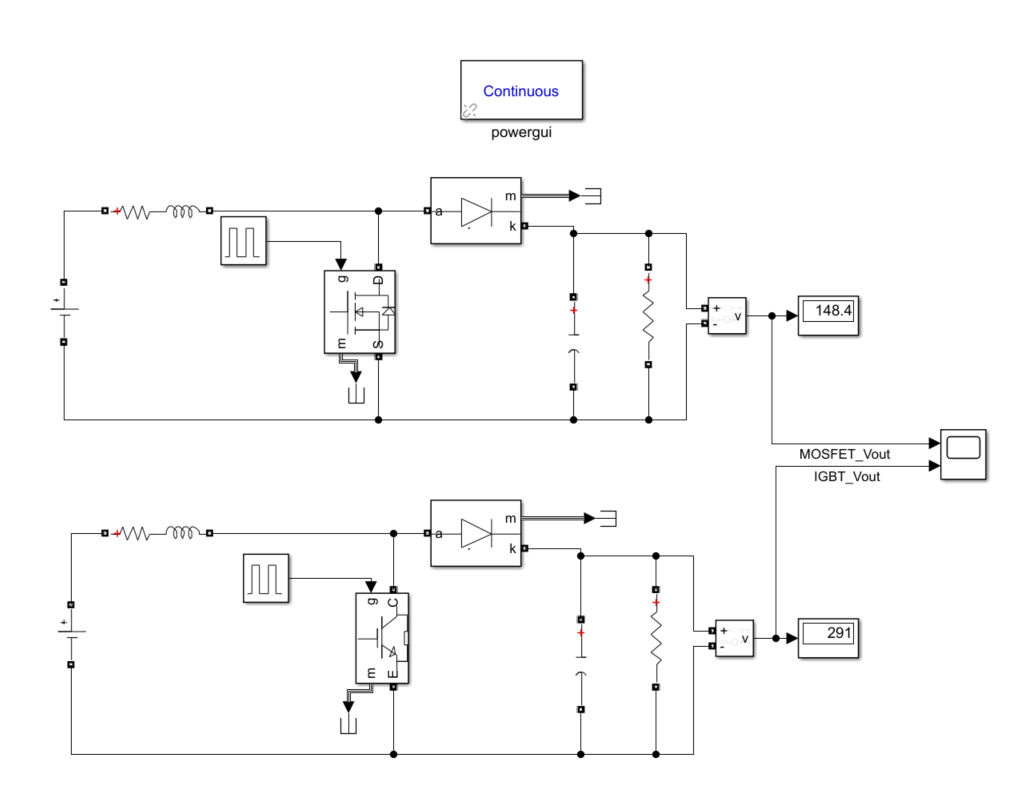 Continuous
powergui
m
a
k
g
D
m
S
+
v
-
148.4
MOSFET_Vout
IGBT_Vout
m
a
k
g
C
m
E
+
v
-
291